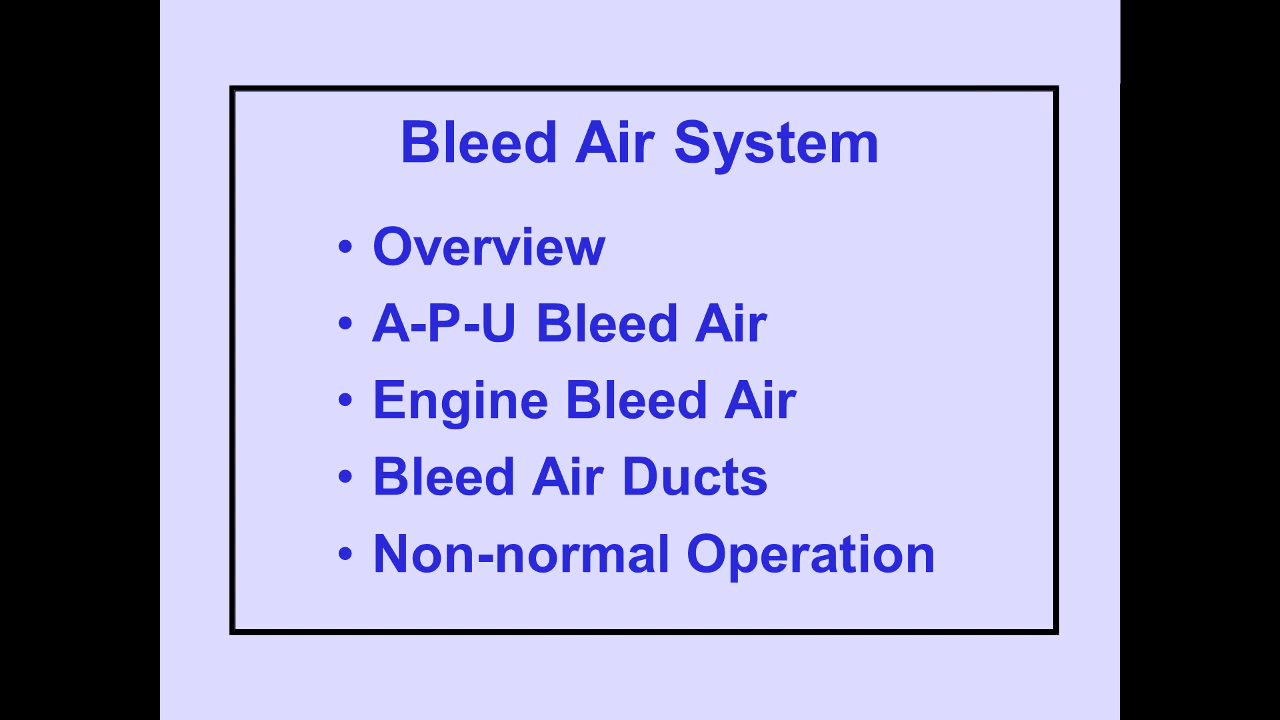 Bleed Air System
• Overview
• A-P-U Bleed Air
• Engine Bleed Air
• Bleed Air Ducts
• Non-normal Operation